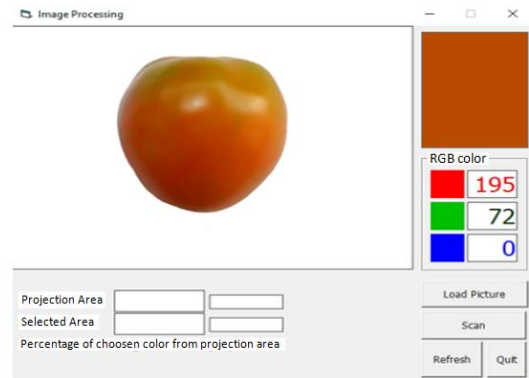 Image Processing
RGB color
195
72
0
Projection Area
Selected Area
Percentage of choosen color from projection area
Load Picture
Scan
Refresh
Quit